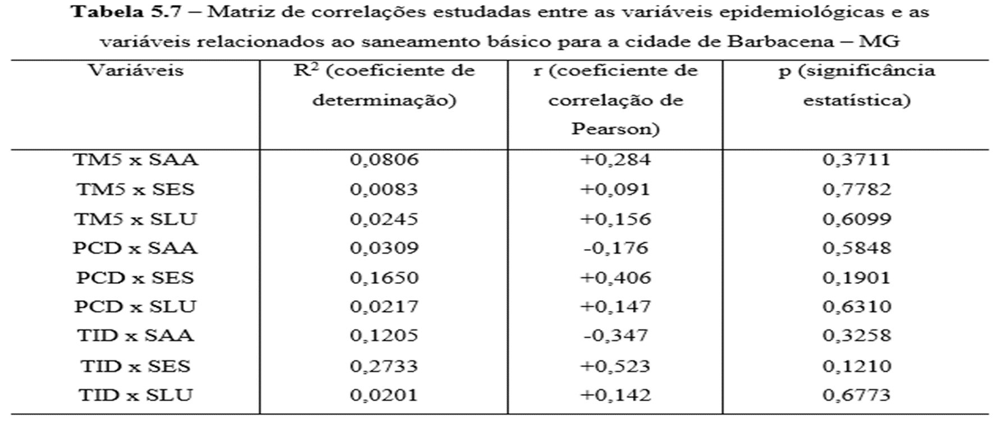 Tabela 5.7 – Matriz de correlações estudadas entre as variáveis epidemiológicas e as
variáveis relacionados ao saneamento básico para a cidade de Barbacena – MG
Variáveis R² (coeficiente de determinação) r (coeficiente de correlação de Pearson) p (significância estatística)
TM5 x SAA 0,0806 +0,284 0,3711
TM5 x SES 0,0083 +0,091 0,7782
TM5 x SLU 0,0245 +0,156 0,6099
PCD x SAA 0,0309 -0,176 0,5848
PCD x SES 0,1650 +0,406 0,1901
PCD x SLU 0,0217 +0,147 0,6310
TID x SAA 0,1205 -0,347 0,3258
TID x SES 0,2733 +0,523 0,1210
TID x SLU 0,0201 +0,142 0,6773